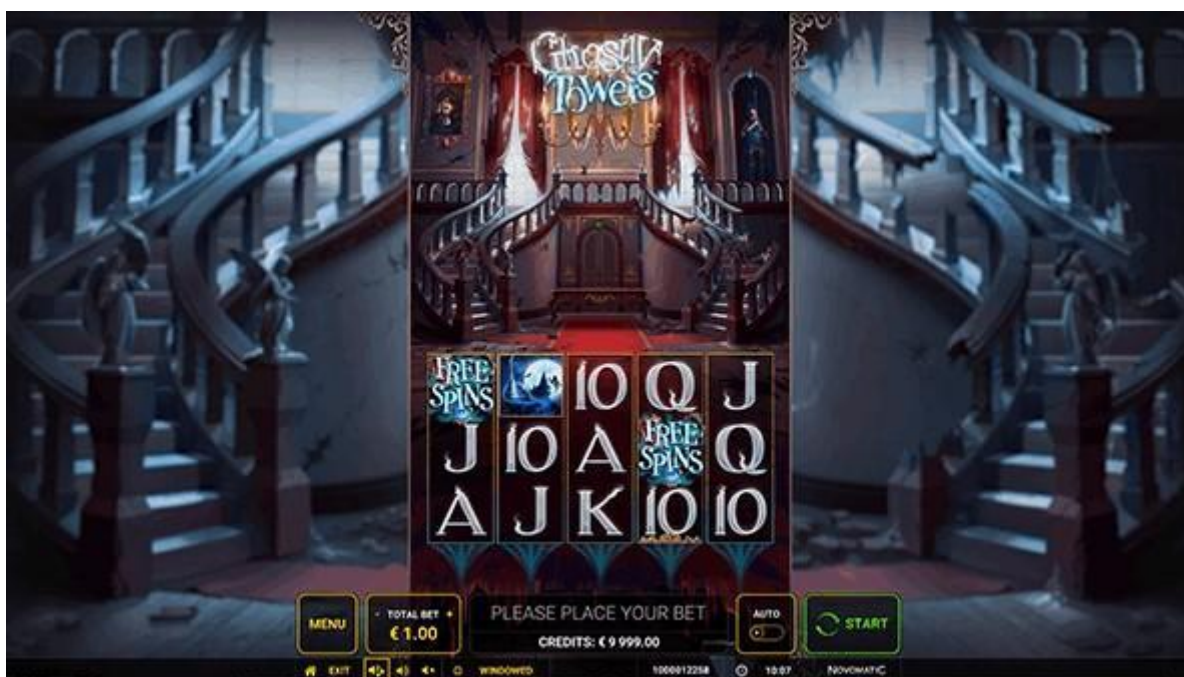 Ghostly
Towers
FREE SPINS 10 Q J
J 10 A FREE SPINS Q
A J K 10 10
MENU
- TOTAL BET +
€ 1.00
PLEASE PLACE YOUR BET
CREDITS: € 9 999.00
AUTO
START
EXIT
WINDOWED
1000012258
10:07
NOVOMATIC